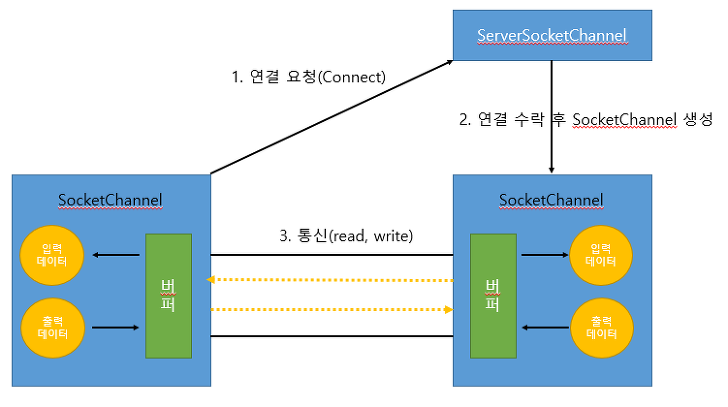 ServerSocketChannel
1. 연결 요청(Connect)
2. 연결 수락 후 SocketChannel 생성
SocketChannel
SocketChannel
3. 통신(read, write)
입력
데이터
버
퍼
출력
데이터
버
퍼
입력
데이터
출력
데이터